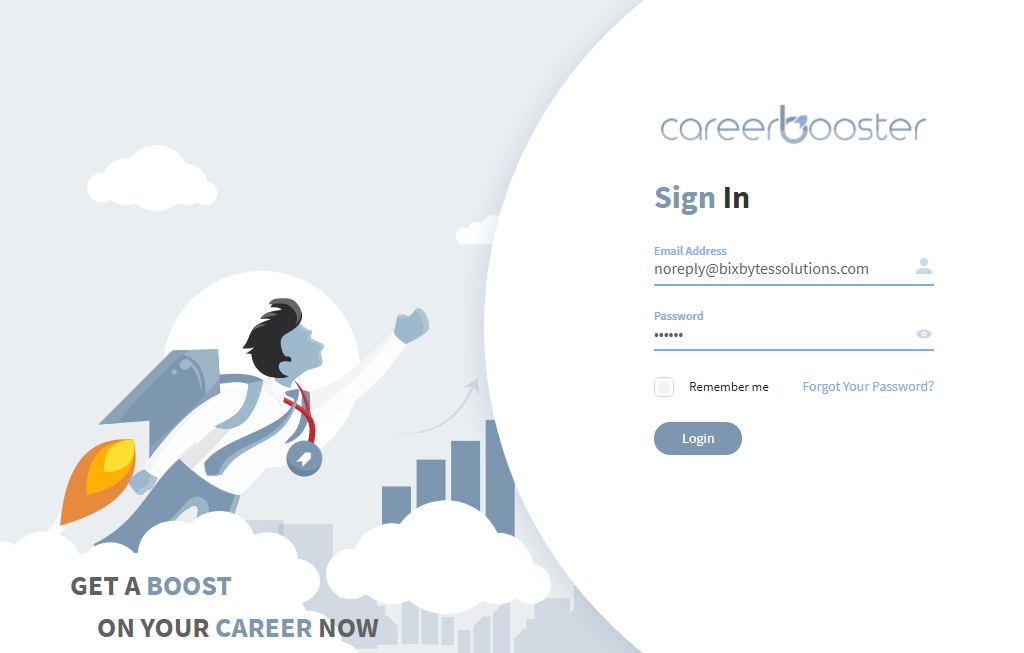 careerbooster
Sign In
Email Address
noreply@bixbytessolutions.com
Password
••••••
Remember me
Forgot Your Password?
Login
GET A BOOST
ON YOUR CAREER NOW